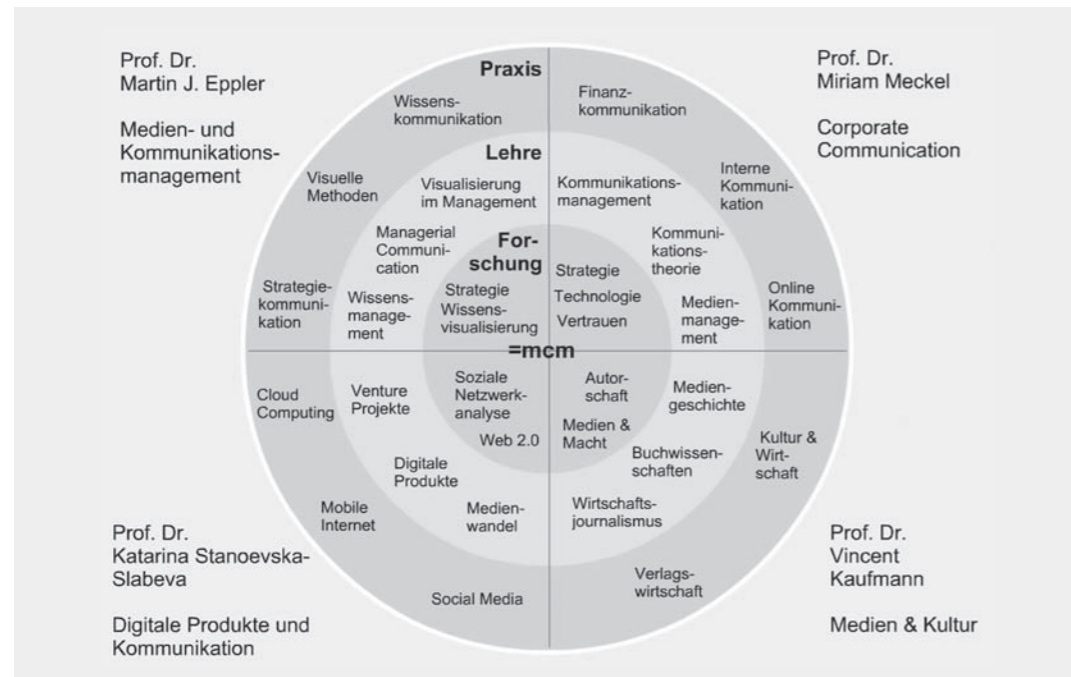 Prof. Dr.
Martin J. Eppler
Medien- und
Kommunikations-
management
Prof. Dr.
Miriam Meckel
Corporate
Communication
Praxis
Wissens-
kommunikation
Visuelle
Methoden
Strategie-
kommuni-
kation
Lehre
Visualisierung
im Management
Managerial
Communi-
cation
Wissens-
manage-
ment
For-
schung
Strategie
Wissens-
visualisierung
Finanz-
kommunikation
Interne
Kommuni-
kation
Online
Kommuni-
kation
Kommunikations-
management
Kommuni-
kations-
theorie
Medien-
manage-
ment
Strategie
Technologie
Vertrauen
=mcm
Cloud
Computing
Mobile
Internet
Social Media
Venture
Projekte
Digitale
Produkte
Medien-
wandel
Soziale
Netzwerk-
analyse
Web 2.0
Autor-
schaft
Medien &
Macht
Medien-
geschichte
Buchwissen-
schaften
Wirtschafts-
journalismus
Kultur &
Wirt-
schaft
Verlags-
wirtschaft
Prof. Dr.
Katarina Stanoevska-
Slabeva
Digitale Produkte und
Kommunikation
Prof. Dr.
Vincent
Kaufmann
Medien & Kultur